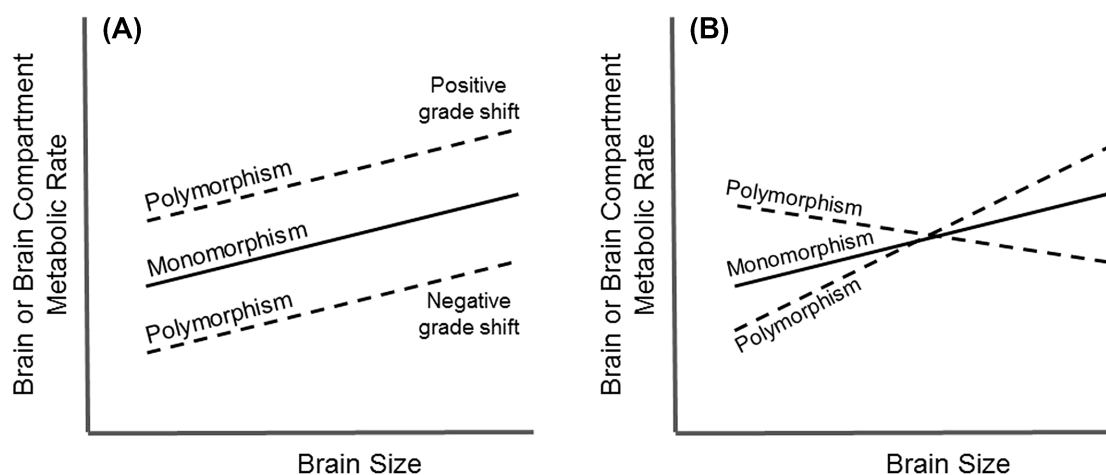 (A)
Brain or Brain Compartment
Metabolic Rate
Positive
grade shift
Polymorphism
Monomorphism
Polymorphism
Negative
grade shift
Brain Size
(B)
Brain or Brain Compartment
Metabolic Rate
Polymorphism
Monomorphism
Polymorphism
Brain Size